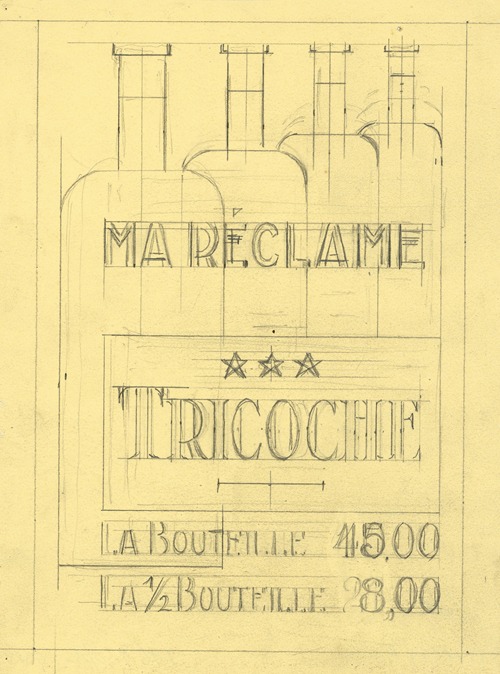 MA RÉCLAME
TRICOCHE
LA BOUTEILLE 45,00
LA ½ BOUTEILLE 28,00